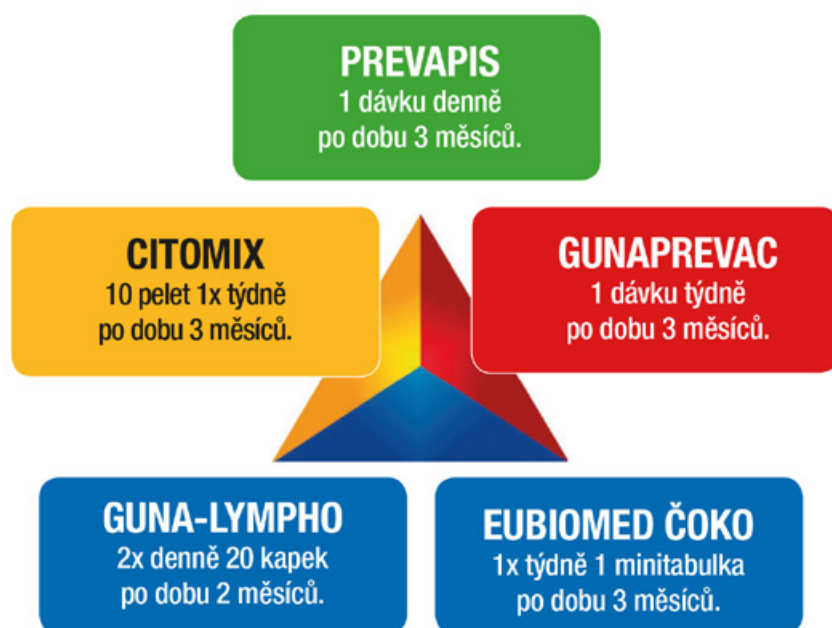 PREVAPIS
1 dávku denně
po dobu 3 měsíců.
CITOMIX
10 pelet 1x týdně
po dobu 3 měsíců.
GUNAPREVAC
1 dávku týdně
po dobu 3 měsíců.
GUNA-LYMPHO
2x denně 20 kapek
po dobu 2 měsíců.
EUBIOMED ČOKO
1x týdně 1 minitabulka
po dobu 3 měsíců.